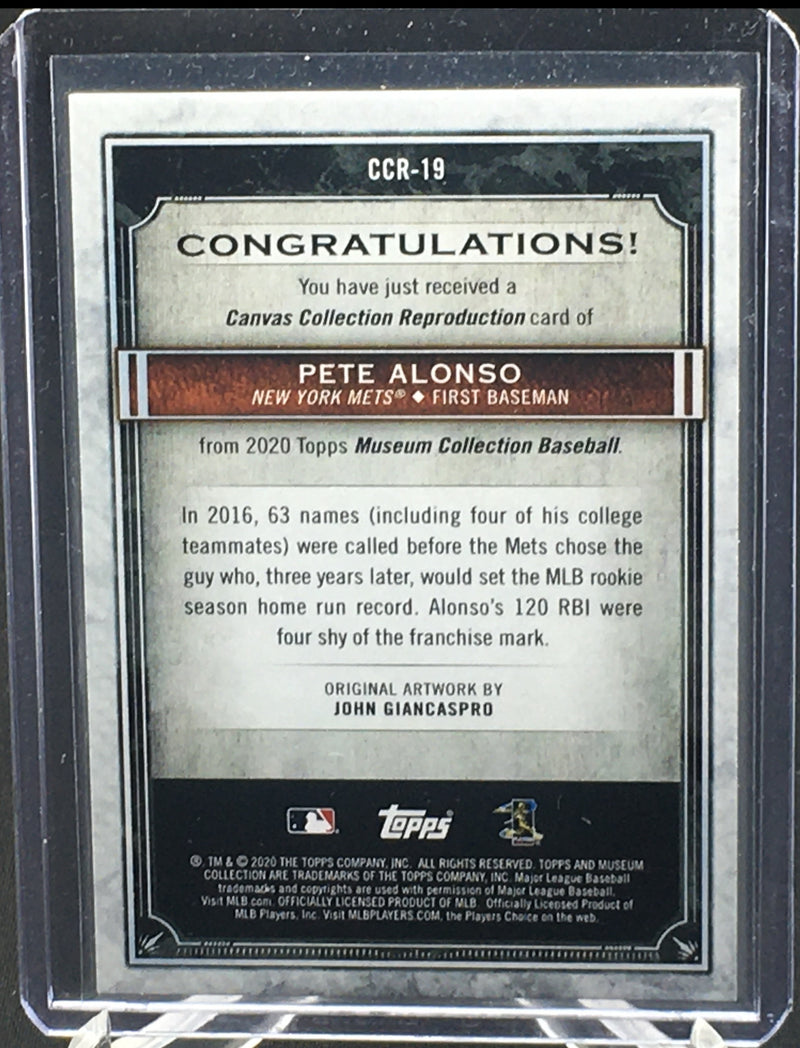 CCR-19
CONGRATULATIONS!
You have just received a
Canvas Collection Reproduction card of
PETE ALONSO
NEW YORK METS® ◆ FIRST BASEMAN
from 2020 Topps Museum Collection Baseball.
In 2016, 63 names (including four of his college
teammates) were called before the Mets chose the
guy who, three years later, would set the MLB rookie
season home run record. Alonso's 120 RBI were
four shy of the franchise mark.
ORIGINAL ARTWORK BY
JOHN GIANCASPRO
topps®
®, TM & © 2020 THE TOPPS COMPANY, INC. ALL RIGHTS RESERVED. TOPPS AND MUSEUM
COLLECTION ARE TRADEMARKS OF THE TOPPS COMPANY, INC. Major League Baseball
trademarks and copyrights are used with permission of Major League Baseball.
Visit MLB.com. OFFICIALLY LICENSED PRODUCT OF MLB. Officially Licensed Product of
MLB Players, Inc. Visit MLBPLAYERS.COM, the Players Choice on the web.